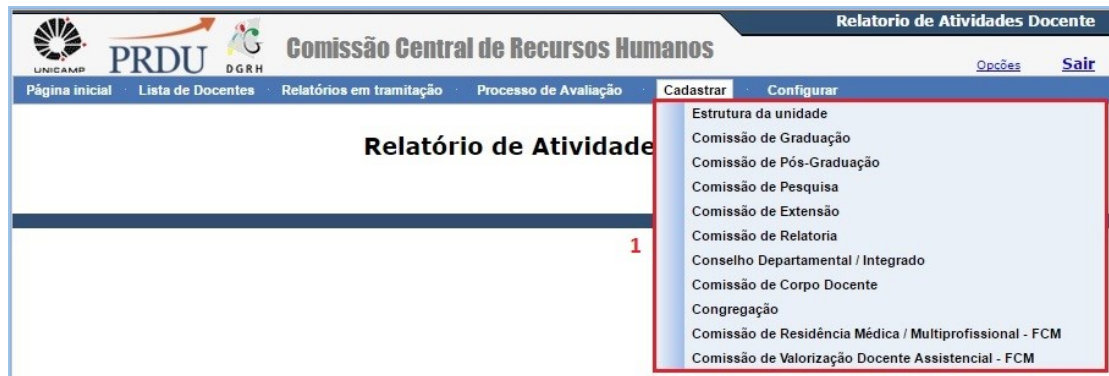 Relatorio de Atividades Docente
UNICAMP PRDU DGRH Comissão Central de Recursos Humanos
Opções Sair
Página inicial Lista de Docentes Relatórios em tramitação Processo de Avaliação Cadastrar Configurar
Estrutura da unidade
Relatório de Atividade
Comissão de Graduação
Comissão de Pós-Graduação
Comissão de Pesquisa
Comissão de Extensão
1
Comissão de Relatoria
Conselho Departamental / Integrado
Comissão de Corpo Docente
Congregação
Comissão de Residência Médica / Multiprofissional - FCM
Comissão de Valorização Docente Assistencial - FCM